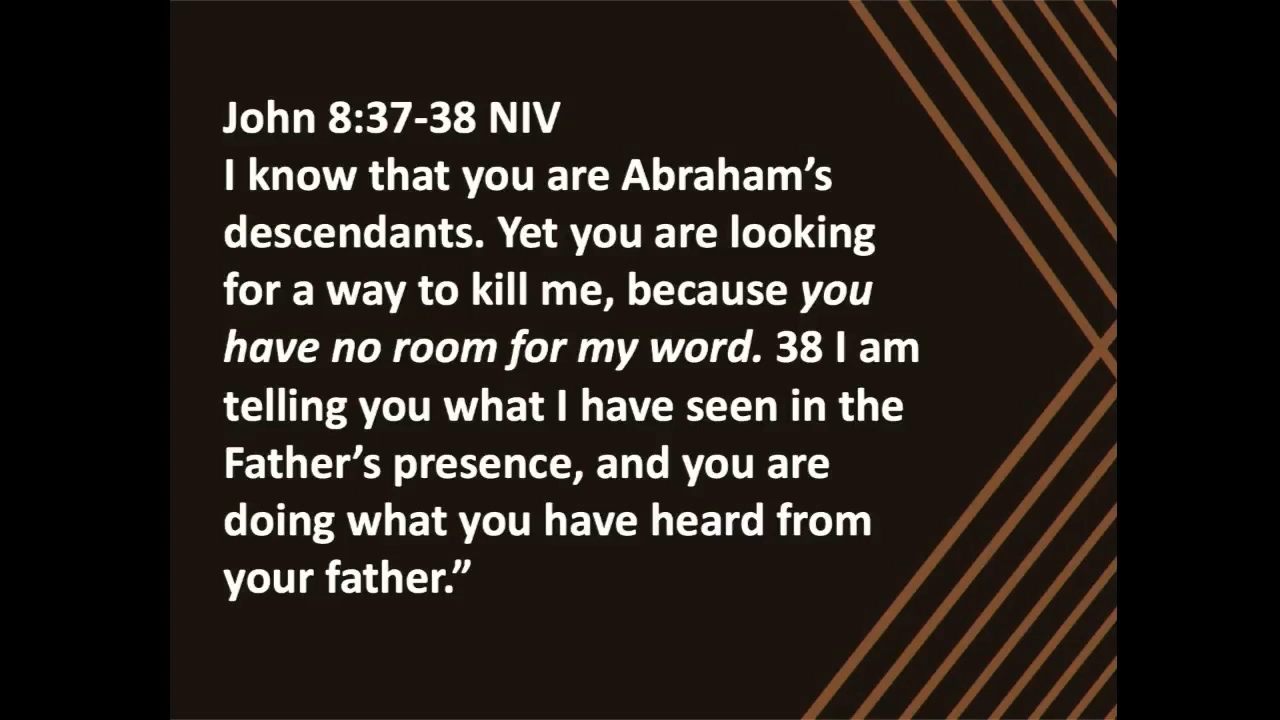 John 8:37-38 NIV
I know that you are Abraham’s
descendants. Yet you are looking
for a way to kill me, because you
have no room for my word. 38 I am
telling you what I have seen in the
Father’s presence, and you are
doing what you have heard from
your father.”